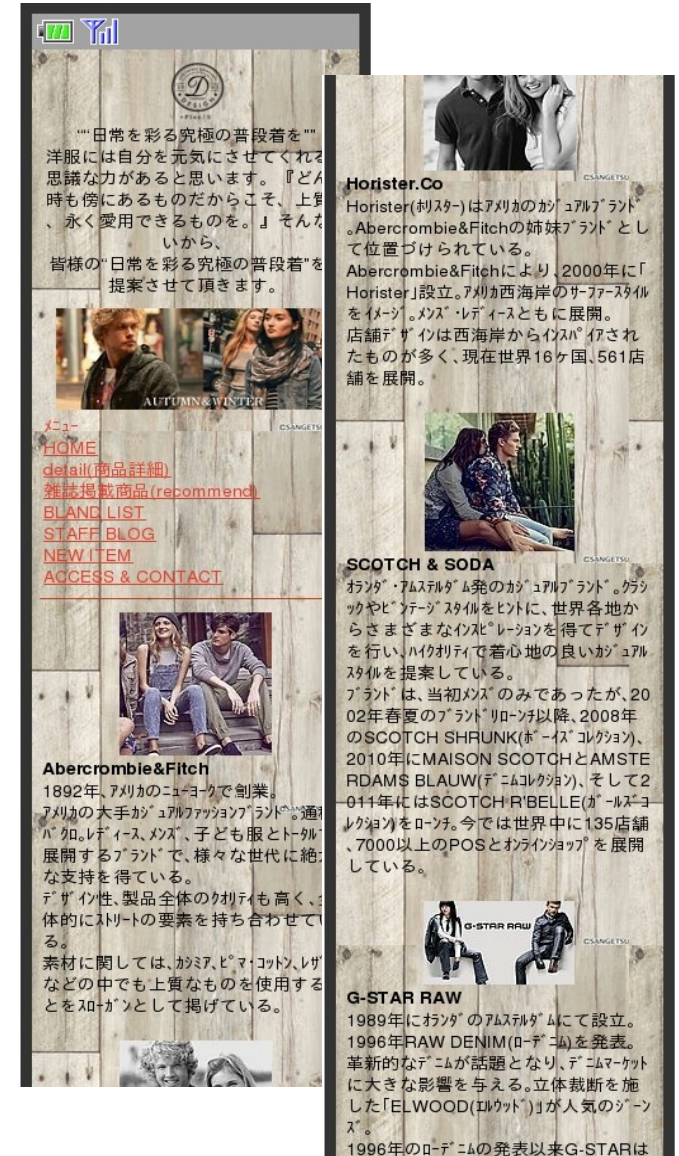 D
DESIGN
““日常を彩る究極の普段着を""
洋服には自分を元気にさせてくれる
思議な力があると思います。『どん
時も傍にあるものだからこそ、上質
、永く愛用できるものを。』そんな
いから、
皆様の“日常を彩る究極の普段着"を
提案させて頂きます。
AUTUMN&WINTER
ﾒﾆｭｰ
©SANGETSU
HOME
detail(商品詳細)
雑誌掲載商品(recommend)
BLAND LIST
STAFF BLOG
NEW ITEM
ACCESS & CONTACT
Abercrombie&Fitch
1892年､ｱﾒﾘｶのﾆｭｰﾖｰｸで創業｡
ｱﾒﾘｶの大手ｶｼﾞｭｱﾙﾌｧｯｼｮﾝﾌﾞﾗﾝﾄﾞ｡通称
ﾊﾞｸﾛ｡ﾚﾃﾞｨｰｽ､ﾒﾝｽﾞ､子ども服とﾄｰﾀﾙ
展開するﾌﾞﾗﾝﾄﾞで､様々な世代に絶
な支持を得ている｡
ﾃﾞｻﾞｲﾝ性､製品全体のｸｵﾘﾃｨも高く､
体的にｽﾄﾘｰﾄの要素を持ち合わせて
る｡
素材に関しては､ｶｼﾐｱ､ﾋﾟﾏ･ｺｯﾄﾝ､ﾚｻﾞ
などの中でも上質なものを使用する
とをｽﾛｰｶﾞﾝとして掲げている｡
©SANGETSU
Horister.Co
Horister(ﾎﾘｽﾀｰ)はｱﾒﾘｶのｶｼﾞｭｱﾙﾌﾞﾗﾝﾄﾞ
｡Abercrombie&Fitchの姉妹ﾌﾞﾗﾝﾄﾞとし
て位置づけられている｡
Abercrombie&Fitchにより､2000年に｢
Horister｣設立｡ｱﾒﾘｶ西海岸のｻｰﾌｧｰｽﾀｲﾙ
をｲﾒｰｼﾞ｡ﾒﾝｽﾞ･ﾚﾃﾞｨｰｽともに展開｡
店舗ﾃﾞｻﾞｲﾝは西海岸からｲﾝｽﾊﾟｲｱされ
たものが多く､現在世界16ヶ国､561店
舗を展開｡
©SANGETSU
SCOTCH & SODA
ｵﾗﾝﾀﾞ･ｱﾑｽﾃﾙﾀﾞﾑ発のｶｼﾞｭｱﾙﾌﾞﾗﾝﾄﾞ｡ｸﾗｼ
ｯｸやﾋﾞﾝﾃｰｼﾞｽﾀｲﾙをﾋﾝﾄに､世界各地か
らさまざまなｲﾝｽﾋﾟﾚｰｼｮﾝを得てﾃﾞｻﾞｲﾝ
を行い､ﾊｲｸｵﾘﾃｨで着心地の良いｶｼﾞｭｱﾙ
ｽﾀｲﾙを提案している｡
ﾌﾞﾗﾝﾄﾞは､当初ﾒﾝｽﾞのみであったが､20
02年春夏のﾌﾞﾗﾝﾄﾞﾘﾛｰﾝﾁ以降､2008年
のSCOTCH SHRUNK(ﾎﾞｰｲｽﾞｺﾚｸｼｮﾝ)､
2010年にMAISON SCOTCHとAMSTE
RDAMS BLAUW(ﾃﾞﾆﾑｺﾚｸｼｮﾝ)､そして2
011年にはSCOTCH R'BELLE(ｶﾞｰﾙｽﾞｺ
ﾚｸｼｮﾝ)をﾛｰﾝﾁ｡今では世界中に135店舗
､7000以上のPOSとｵﾝﾗｲﾝｼｮｯﾌﾟを展開
している｡
G-STAR RAW
©SANGETSU
G-STAR RAW
1989年にｵﾗﾝﾀﾞのｱﾑｽﾃﾙﾀﾞﾑにて設立｡
1996年RAW DENIM(ﾛｰﾃﾞﾆﾑ)を発表｡
革新的なﾃﾞﾆﾑが話題となり､ﾃﾞﾆﾑﾏｰｹｯﾄ
に大きな影響を与える｡立体裁断を施
した｢ELWOOD(ｴﾙｳｯﾄﾞ)｣が人気のｼﾞｰﾝ
ｽﾞ｡
1996年のﾛｰﾃﾞﾆﾑの発表以来G-STARは